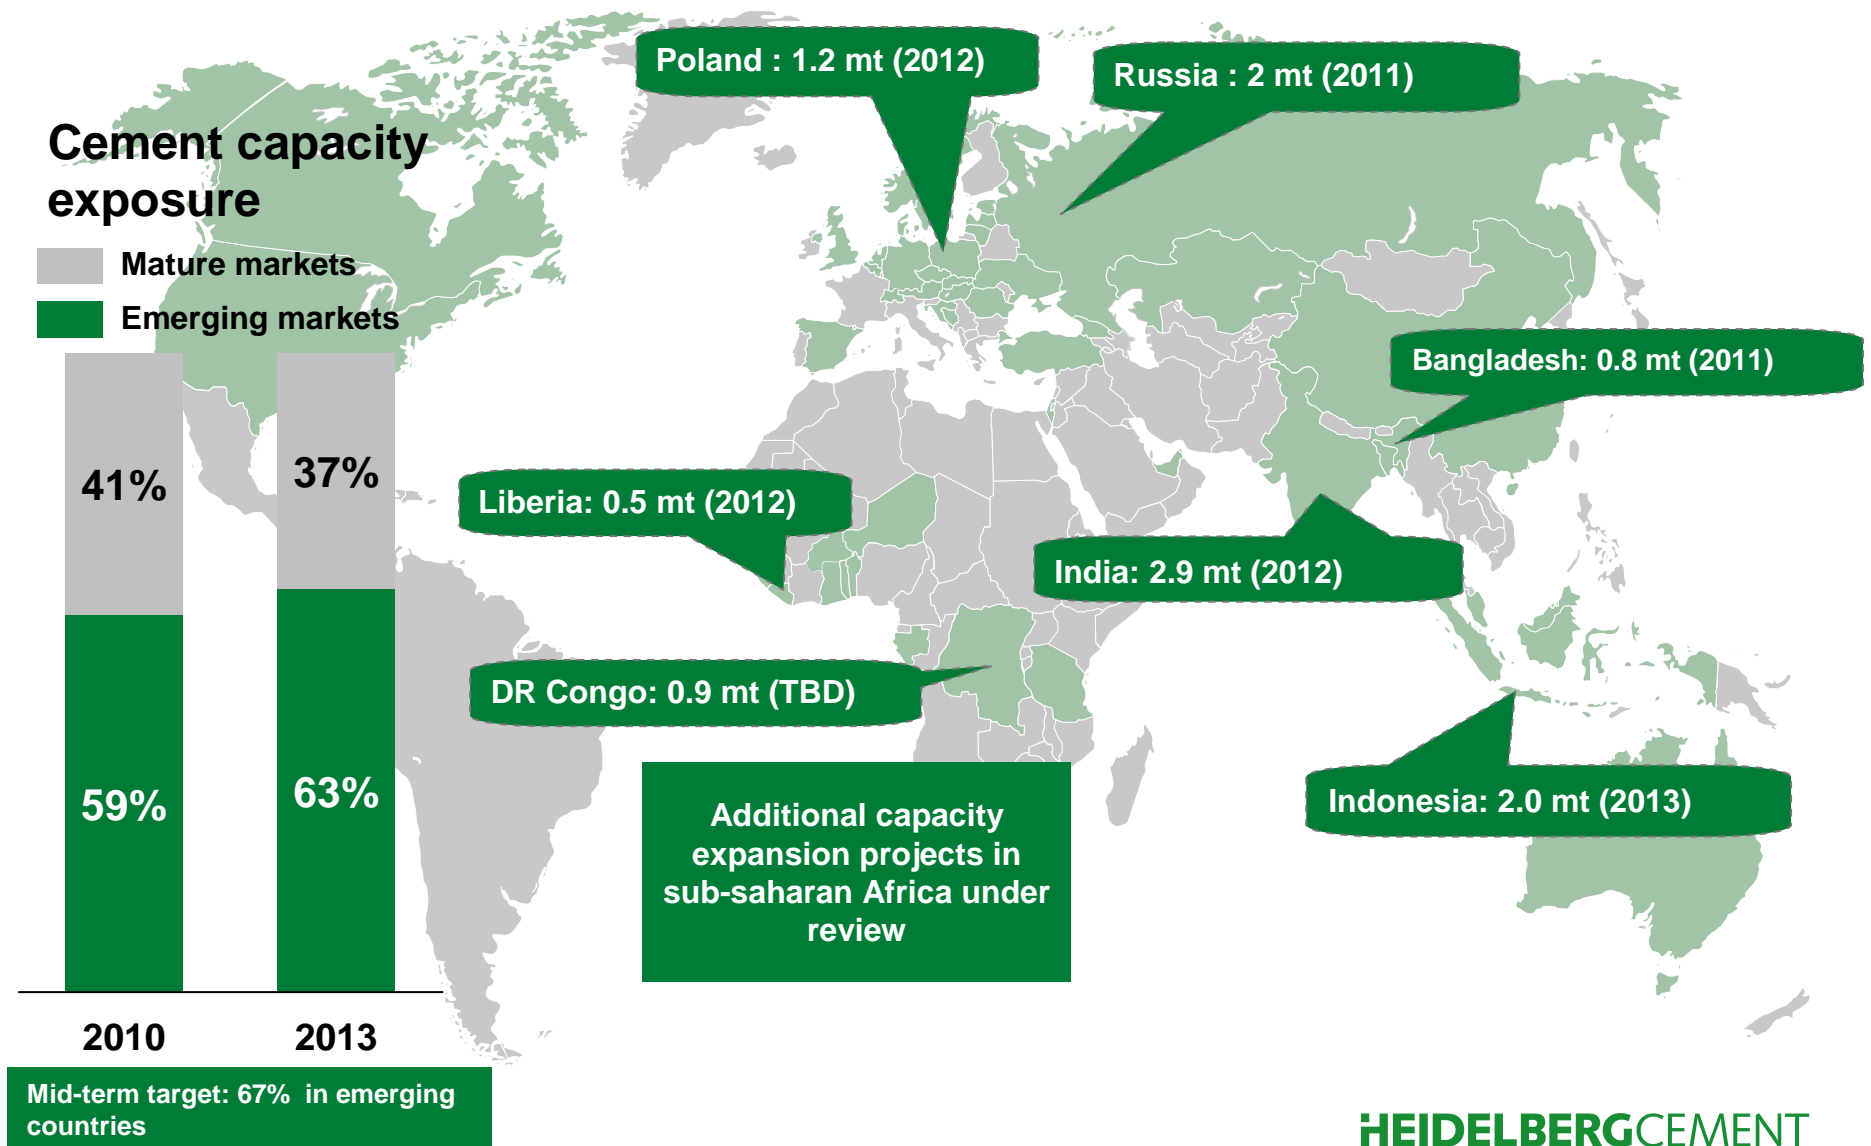 Poland : 1.2 mt (2012)
Russia : 2 mt (2011)
Cement capacity
exposure
Mature markets
Emerging markets
Bangladesh: 0.8 mt (2011)
41%
37%
Liberia: 0.5 mt (2012)
India: 2.9 mt (2012)
DR Congo: 0.9 mt (TBD)
59%
63%
Indonesia: 2.0 mt (2013)
Additional capacity
expansion projects in
sub-saharan Africa under
review
2010
2013
Mid-term target: 67%  in emerging
countries
HEIDELBERGCEMENT